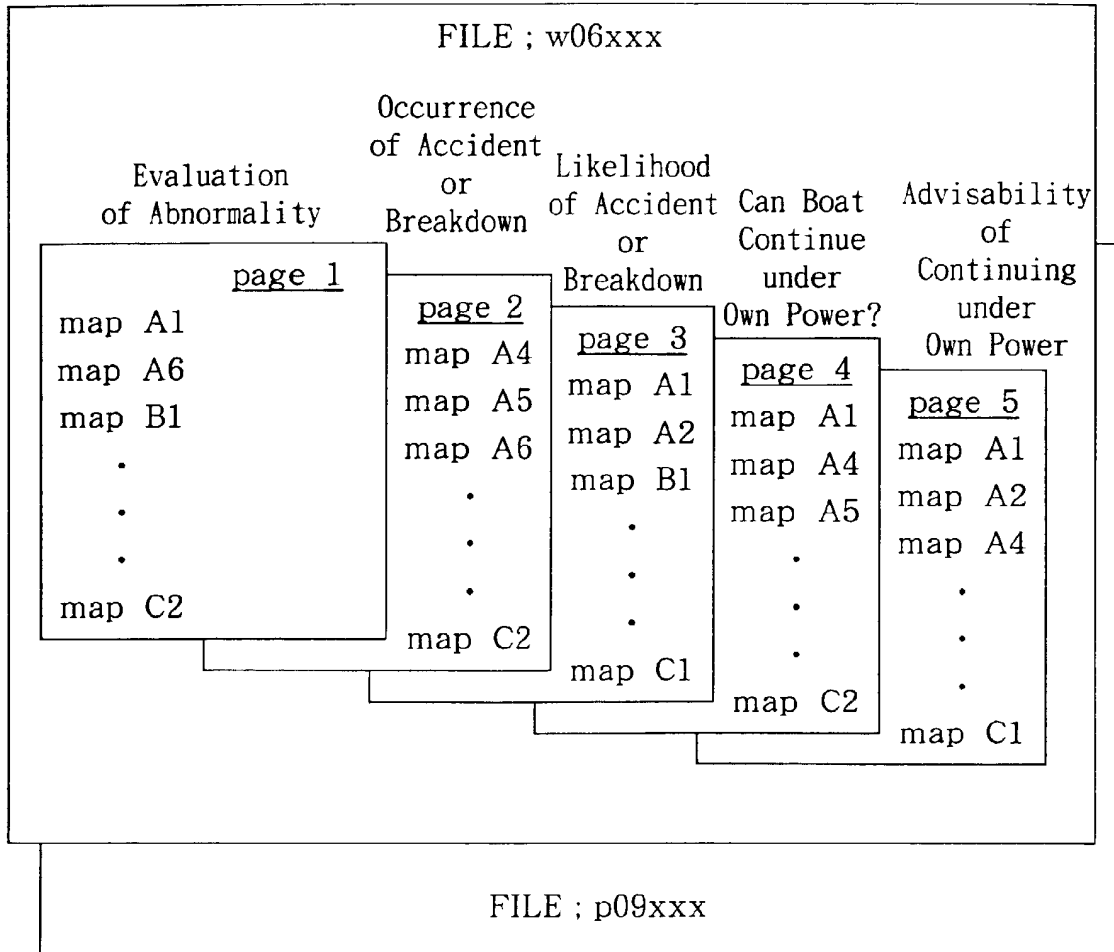 FILE ; w06xxx
Evaluation
of Abnormality
page 1
map A1
map A6
map B1
.
.
.
map C2
Occurrence
of Accident
or
Breakdown
page 2
map A4
map A5
map A6
.
.
.
map C2
Likelihood
of Accident
or
Breakdown
page 3
map A1
map A2
map B1
.
.
.
map C1
Can Boat
Continue
under
Own Power?
page 4
map A1
map A4
map A5
.
.
.
map C2
Advisability
of
Continuing
under
Own Power
page 5
map A1
map A2
map A4
.
.
.
map C1
FILE ; p09xxx